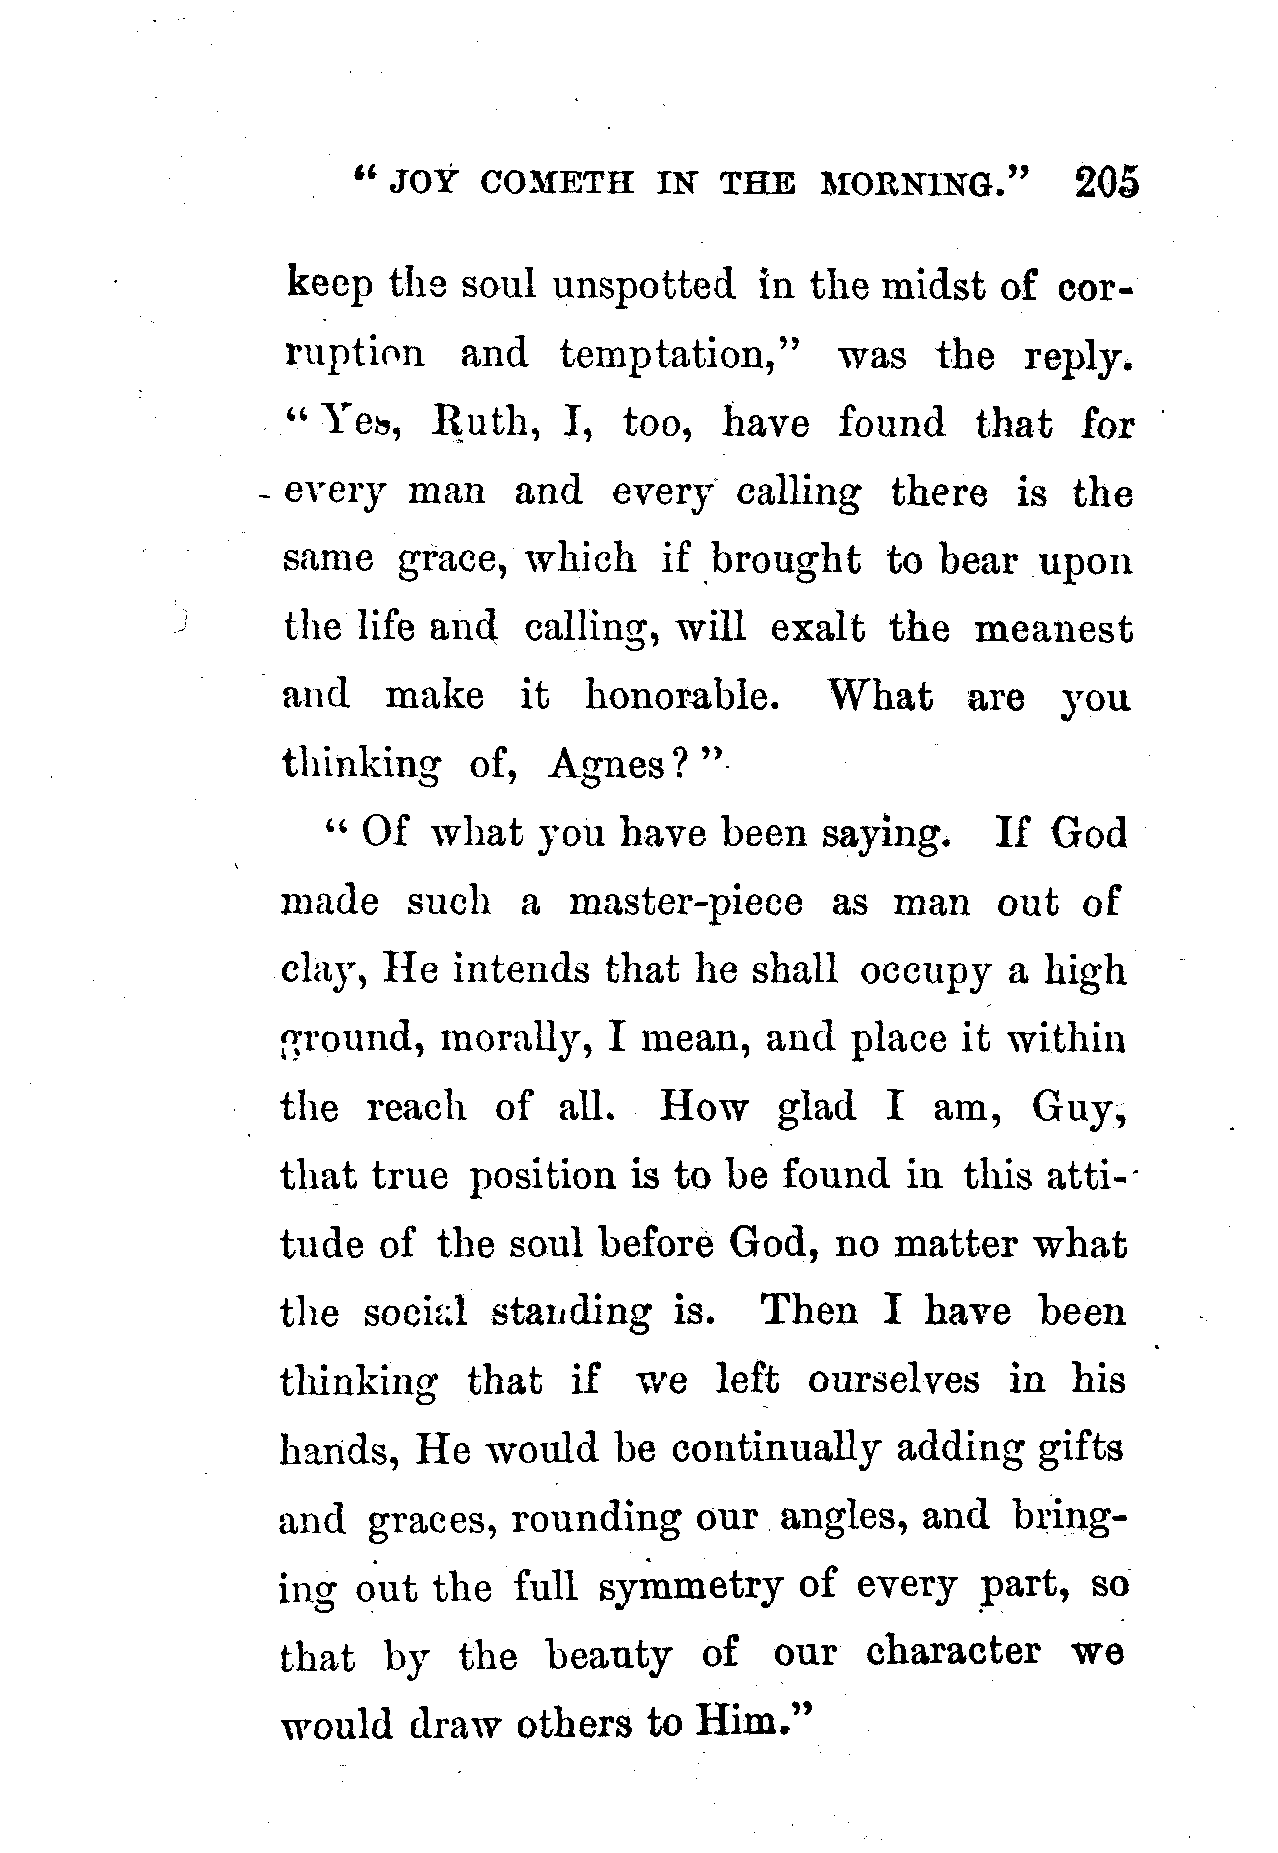 “ JOY COMETH IN THE MORNING.” 205
keep the soul unspotted in the midst of cor-
ruption and temptation,” was the reply.
“ Yes, Ruth, I, too, have found that for
every man and every calling there is the
same grace, which if brought to bear upon
the life and calling, will exalt the meanest
and make it honorable. What are you
thinking of, Agnes? ”
“ Of what you have been saying. If God
made such a master-piece as man out of
clay, He intends that he shall occupy a high
ground, morally, I mean, and place it within
the reach of all. How glad I am, Guy,
that true position is to be found in this atti-
tude of the soul before God, no matter what
the social standing is. Then I have been
thinking that if we left ourselves in his
hands, He would be continually adding gifts
and graces, rounding our angles, and bring-
ing out the full symmetry of every part, so
that by the beauty of our character we
would draw others to Him.”